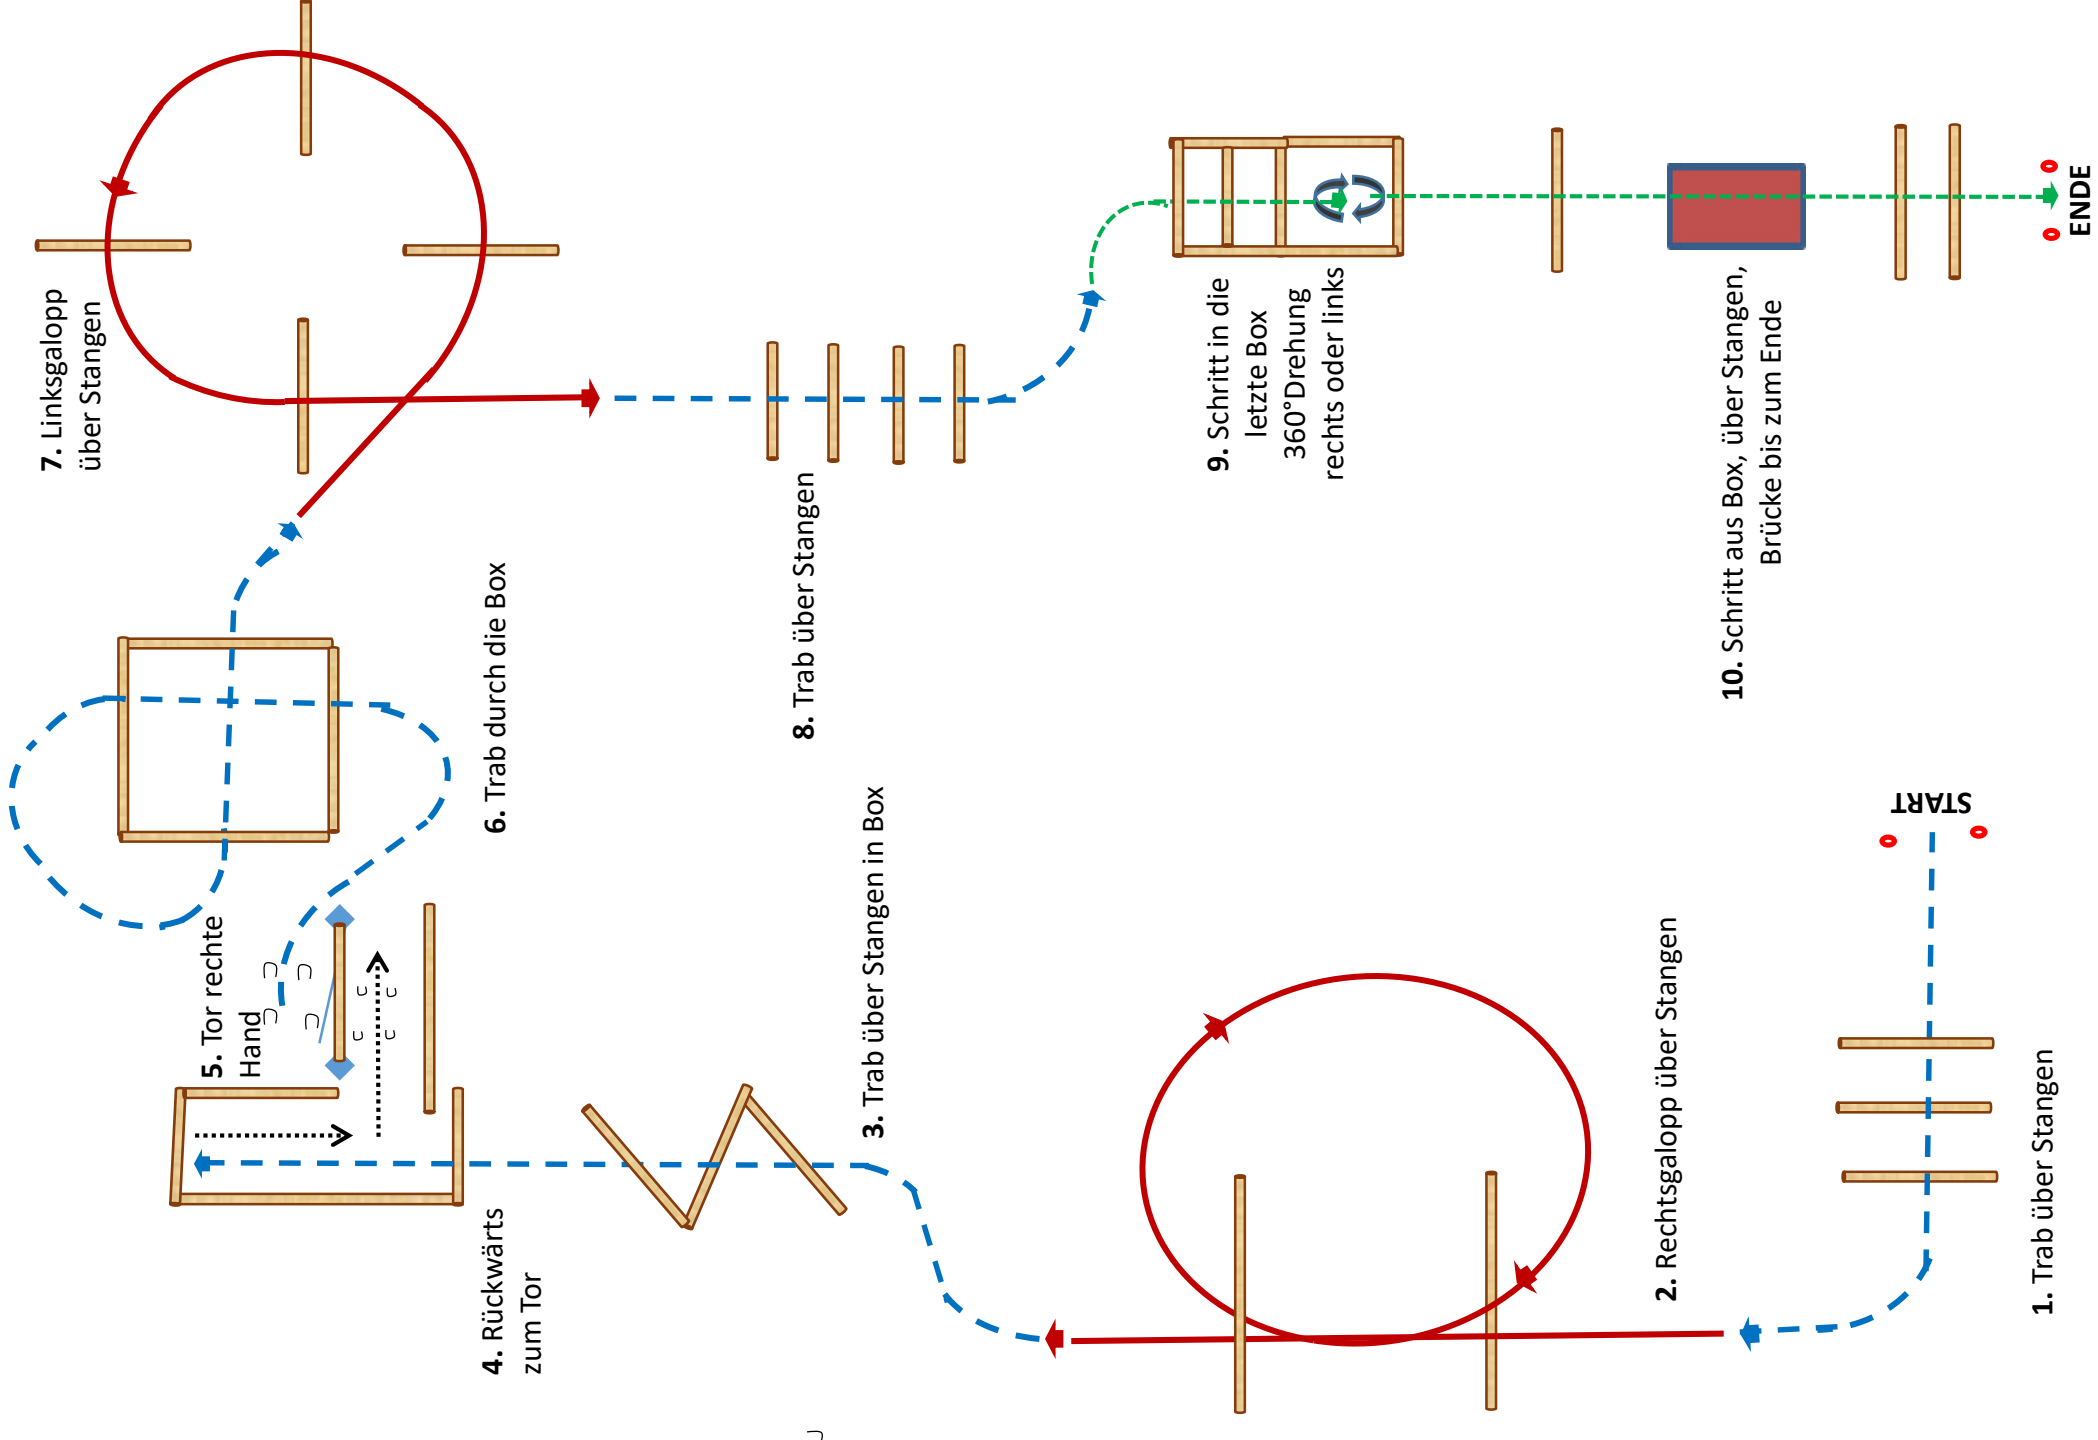 START
1. Trab über Stangen
2. Rechtsgalopp über Stangen
3. Trab über Stangen in Box
4. Rückwärts
zum Tor
5. Tor rechte
Hand
6. Trab durch die Box
7. Linksgalopp
über Stangen
8. Trab über Stangen
9. Schritt in die
letzte Box
360°Drehung
rechts oder links
10. Schritt aus Box, über Stangen,
Brücke bis zum Ende
ENDE